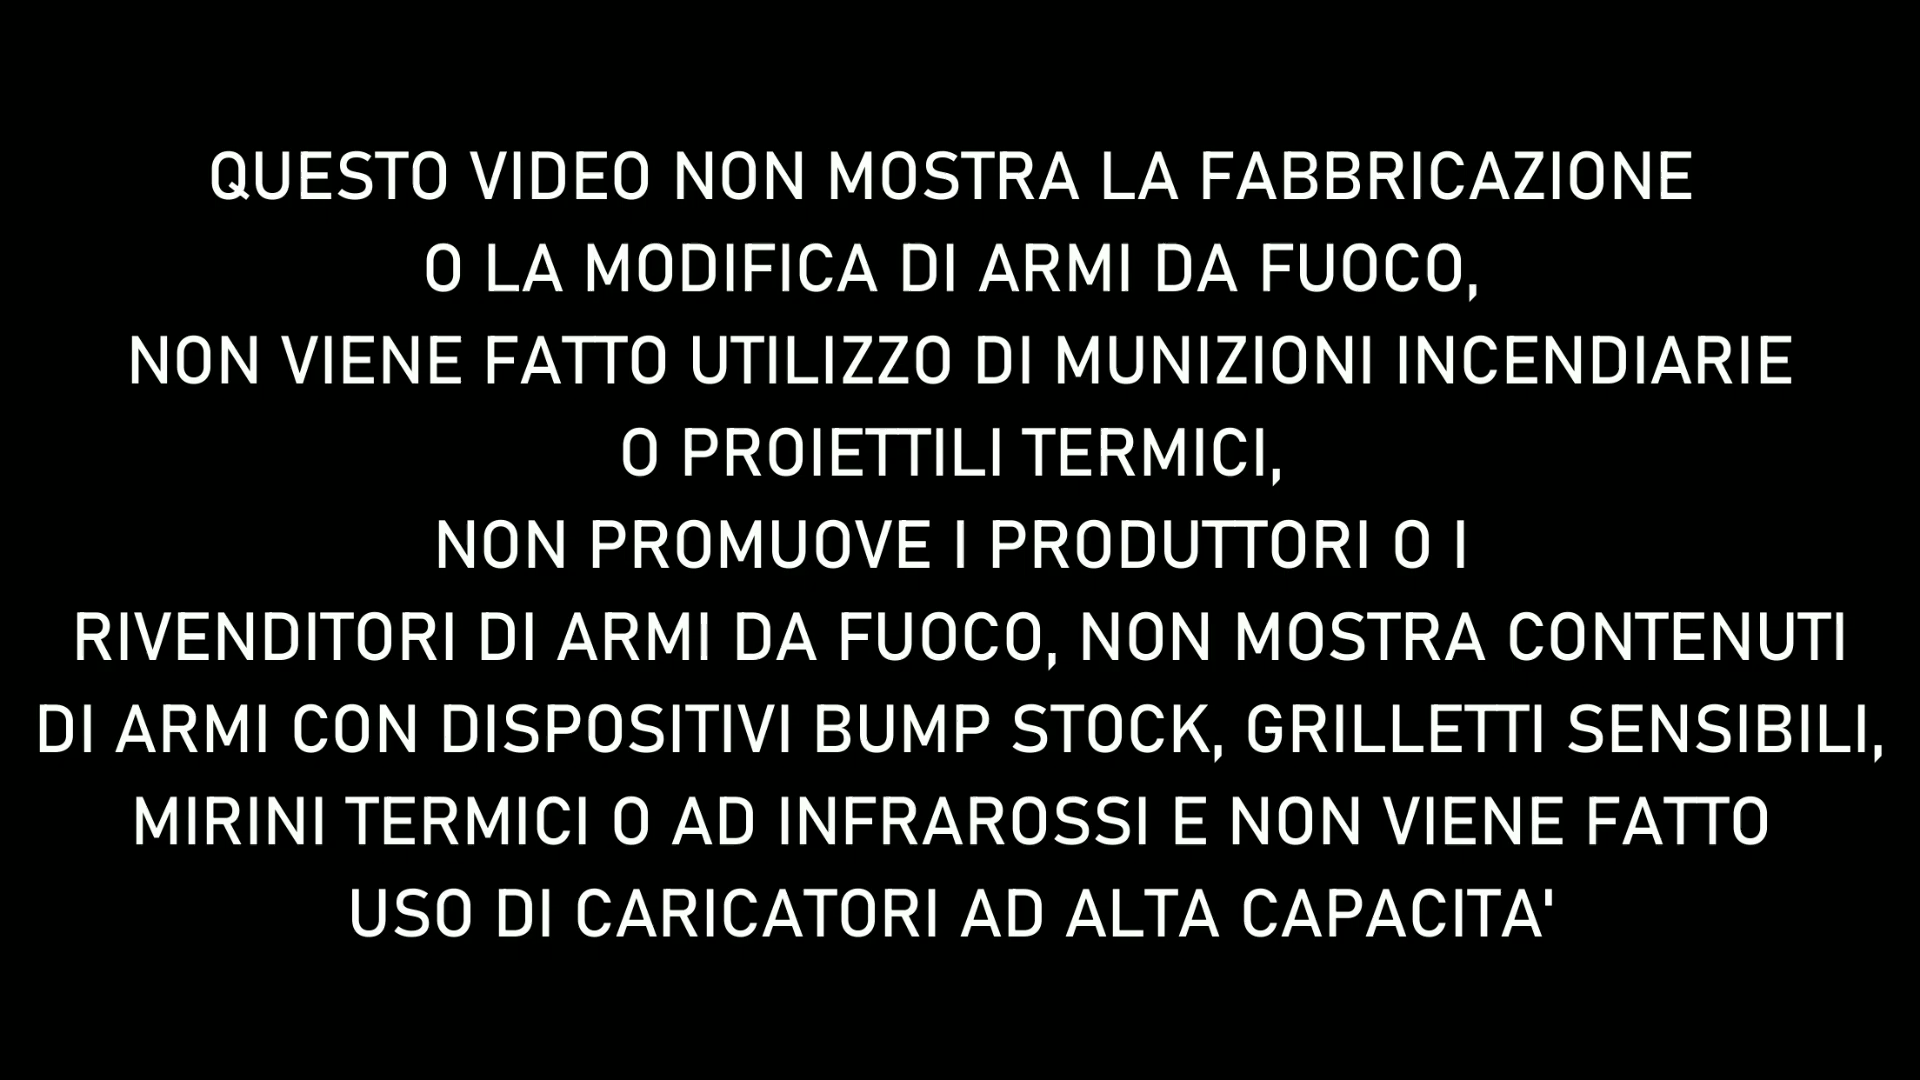 QUESTO VIDEO NON MOSTRA LA FABBRICAZIONE
O LA MODIFICA DI ARMI DA FUOCO,
NON VIENE FATTO UTILIZZO DI MUNIZIONI INCENDIARIE
O PROIETTILI TERMICI,
NON PROMUOVE I PRODUTTORI O I
RIVENDITORI DI ARMI DA FUOCO, NON MOSTRA CONTENUTI
DI ARMI CON DISPOSITIVI BUMP STOCK, GRILLETTI SENSIBILI,
MIRINI TERMICI O AD INFRAROSSI E NON VIENE FATTO
USO DI CARICATORI AD ALTA CAPACITA'